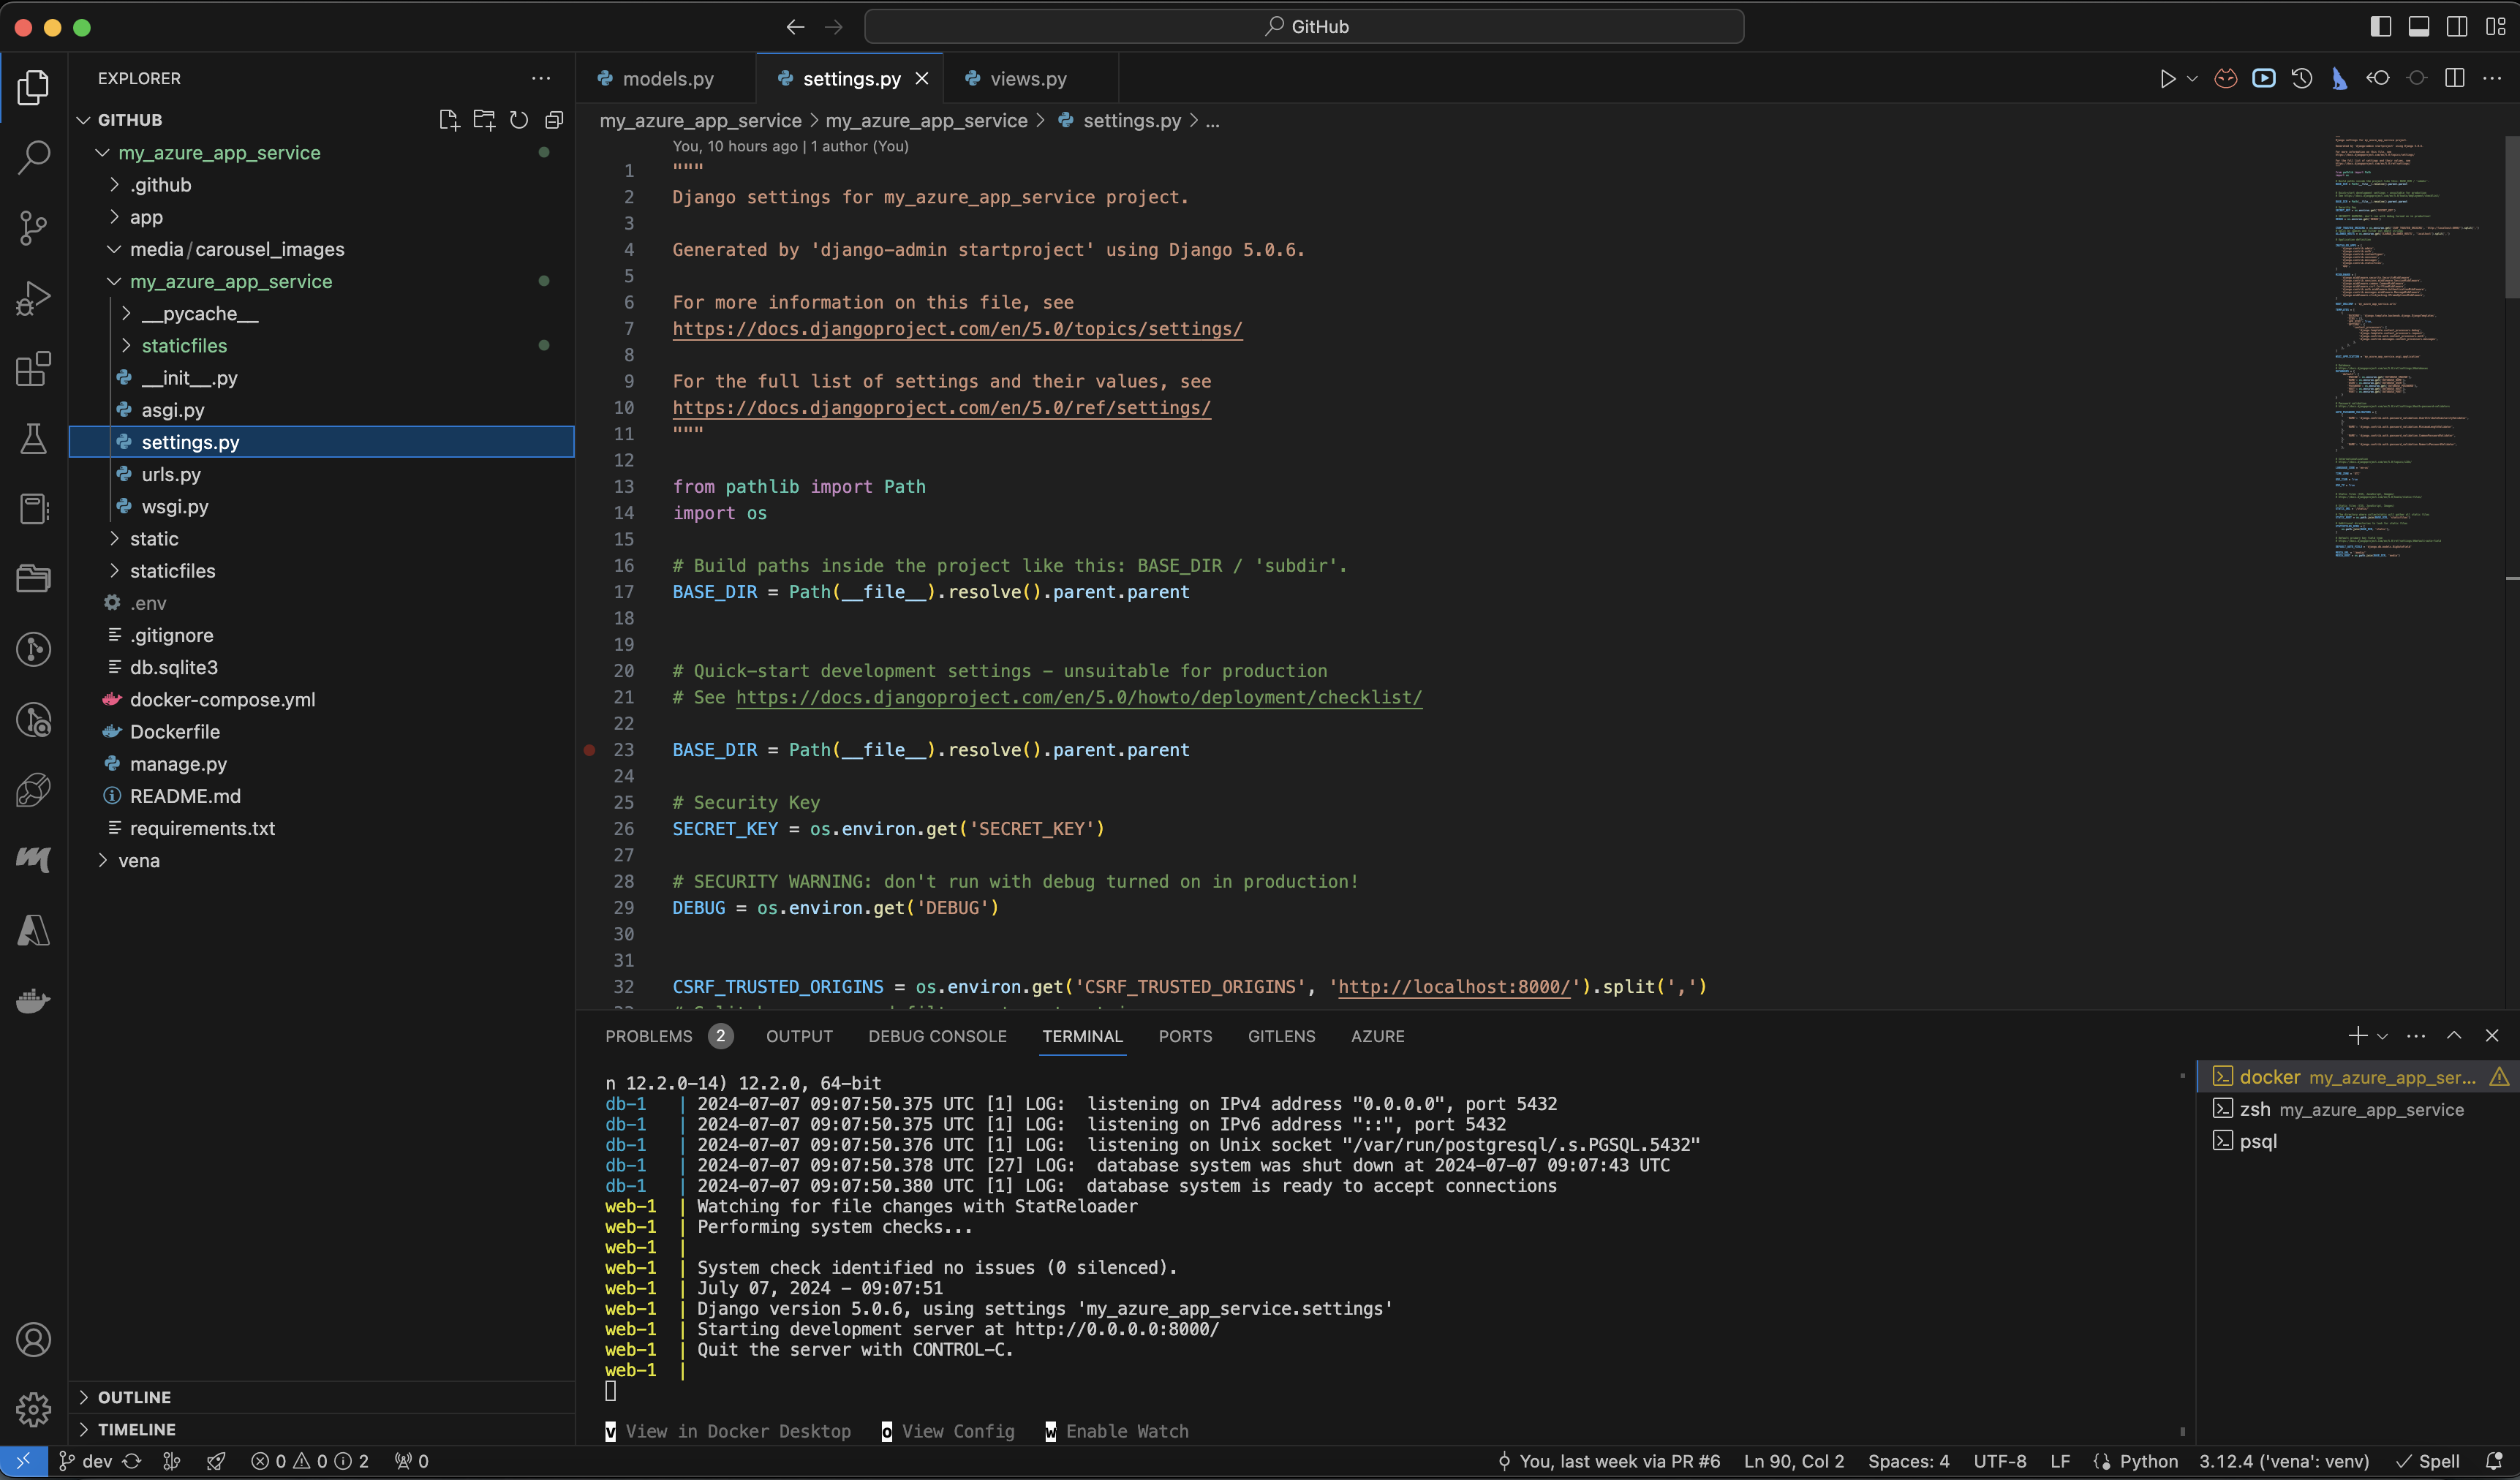 GitHub
EXPLORER
GITHUB
my_azure_app_service
.github
app
media/carousel_images
my_azure_app_service
__pycache__
staticfiles
__init__.py
asgi.py
settings.py
urls.py
wsgi.py
static
staticfiles
.env
.gitignore
db.sqlite3
docker-compose.yml
Dockerfile
manage.py
README.md
requirements.txt
vena
OUTLINE
TIMELINE
models.py settings.py views.py
my_azure_app_service > my_azure_app_service > settings.py > ...
You, 10 hours ago | 1 author (You)
1 """
2 Django settings for my_azure_app_service project.
3
4 Generated by 'django-admin startproject' using Django 5.0.6.
5
6 For more information on this file, see
7 https://docs.djangoproject.com/en/5.0/topics/settings/
8
9 For the full list of settings and their values, see
10 https://docs.djangoproject.com/en/5.0/ref/settings/
11 """
12
13 from pathlib import Path
14 import os
15
16 # Build paths inside the project like this: BASE_DIR / 'subdir'.
17 BASE_DIR = Path(__file__).resolve().parent.parent
18
19
20 # Quick-start development settings - unsuitable for production
21 # See https://docs.djangoproject.com/en/5.0/howto/deployment/checklist/
22
23 BASE_DIR = Path(__file__).resolve().parent.parent
24
25 # Security Key
26 SECRET_KEY = os.environ.get('SECRET_KEY')
27
28 # SECURITY WARNING: don't run with debug turned on in production!
29 DEBUG = os.environ.get('DEBUG')
30
31
32 CSRF_TRUSTED_ORIGINS = os.environ.get('CSRF_TRUSTED_ORIGINS', 'http://localhost:8000/').split(',')
PROBLEMS 2 OUTPUT DEBUG CONSOLE TERMINAL PORTS GITLENS AZURE
n 12.2.0-14) 12.2.0, 64-bit
db-1 | 2024-07-07 09:07:50.375 UTC [1] LOG: listening on IPv4 address "0.0.0.0", port 5432
db-1 | 2024-07-07 09:07:50.375 UTC [1] LOG: listening on IPv6 address "::", port 5432
db-1 | 2024-07-07 09:07:50.376 UTC [1] LOG: listening on Unix socket "/var/run/postgresql/.s.PGSQL.5432"
db-1 | 2024-07-07 09:07:50.378 UTC [27] LOG: database system was shut down at 2024-07-07 09:07:43 UTC
db-1 | 2024-07-07 09:07:50.380 UTC [1] LOG: database system is ready to accept connections
web-1 | Watching for file changes with StatReloader
web-1 | Performing system checks...
web-1 |
web-1 | System check identified no issues (0 silenced).
web-1 | July 07, 2024 - 09:07:51
web-1 | Django version 5.0.6, using settings 'my_azure_app_service.settings'
web-1 | Starting development server at http://0.0.0.0:8000/
web-1 | Quit the server with CONTROL-C.
web-1 |
v View in Docker Desktop o View Config w Enable Watch
docker my_azure_app_ser...
zsh my_azure_app_service
psql
dev 0 0 2 0 You, last week via PR #6 Ln 90, Col 2 Spaces: 4 UTF-8 LF Python 3.12.4 ('vena': venv) Spell